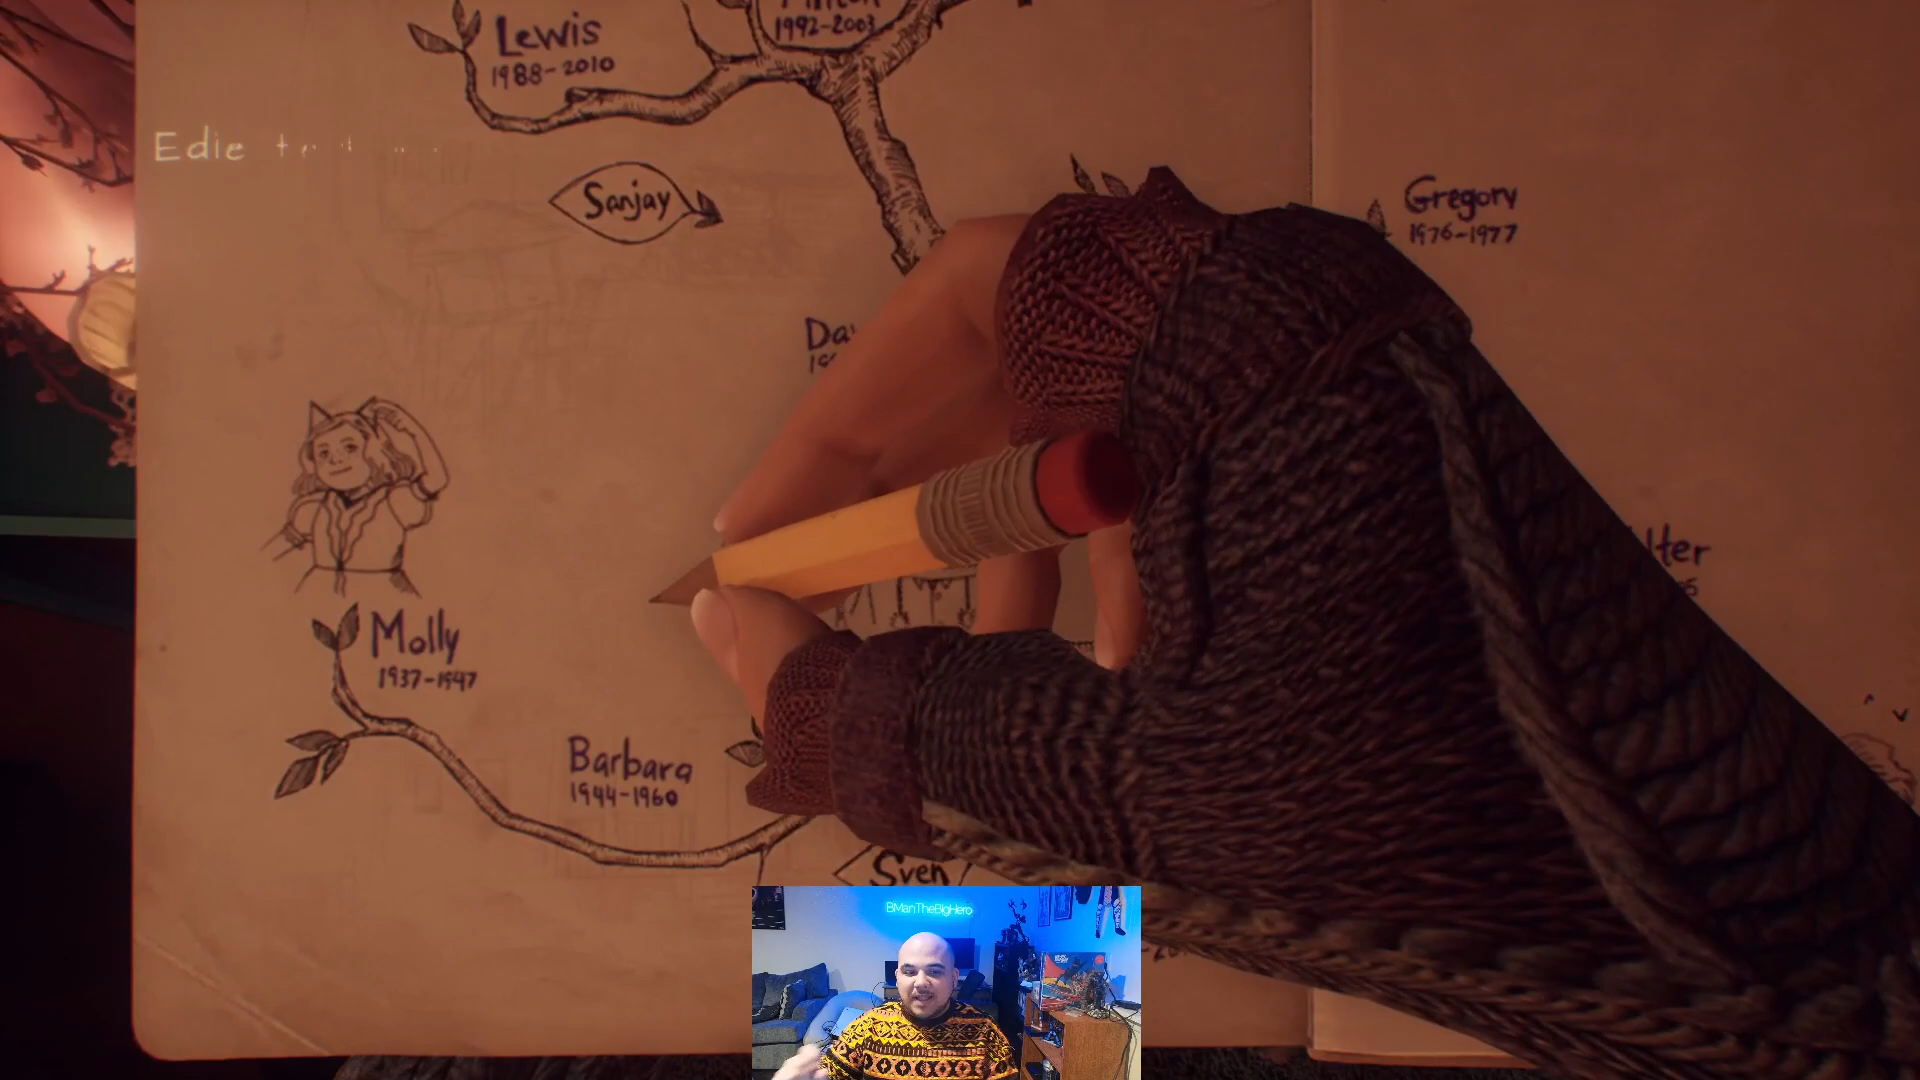 1992-2003
Lewis
1988-2010
Edie
Sanjay
Gregory
1976-1977
Molly
1937-1947
Barbara
1944-1960
Sven
BManTheBigHero